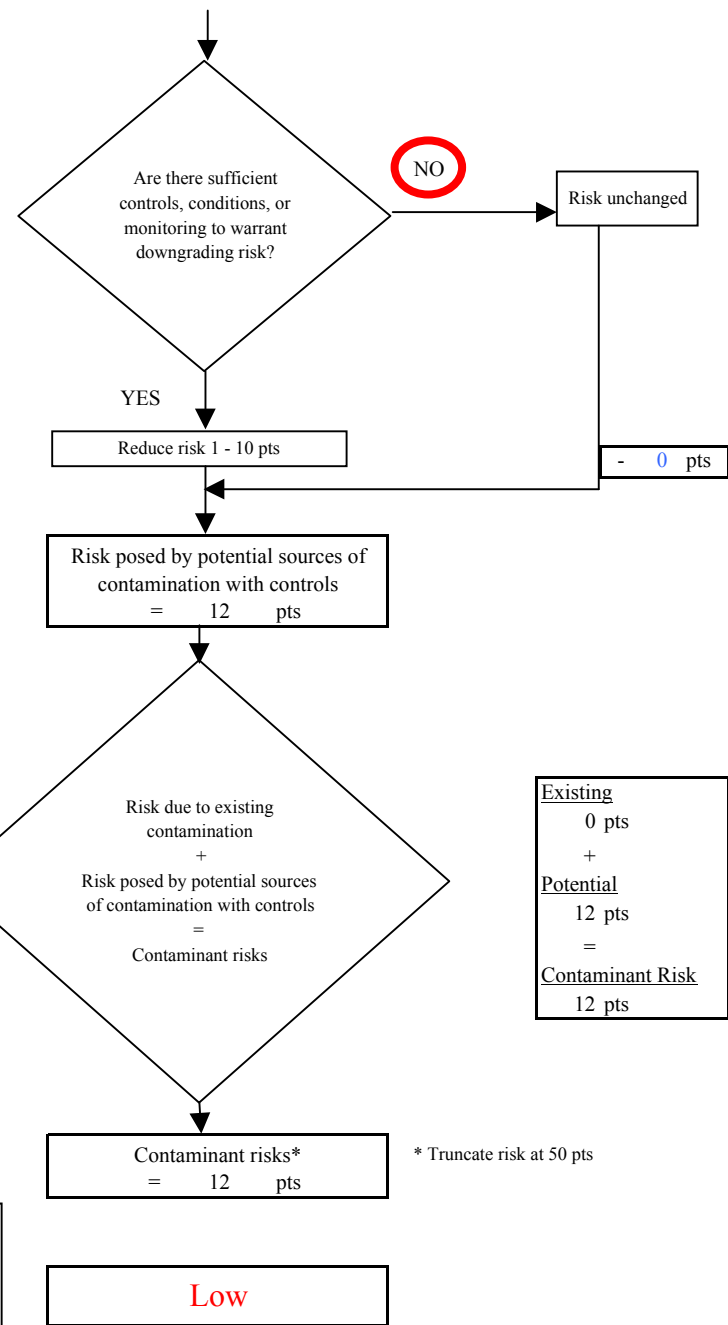 Are there sufficient
controls, conditions, or
monitoring to warrant
downgrading risk?
NO
Risk unchanged
YES
Reduce risk 1 - 10 pts
- 0 pts
Risk posed by potential sources of
contamination with controls
= 12 pts
Risk due to existing
contamination
+
Risk posed by potential sources
of contamination with controls
=
Contaminant risks
Existing
0 pts
+
Potential
12 pts
=
Contaminant Risk
12 pts
Contaminant risks*
= 12 pts
* Truncate risk at 50 pts
Low